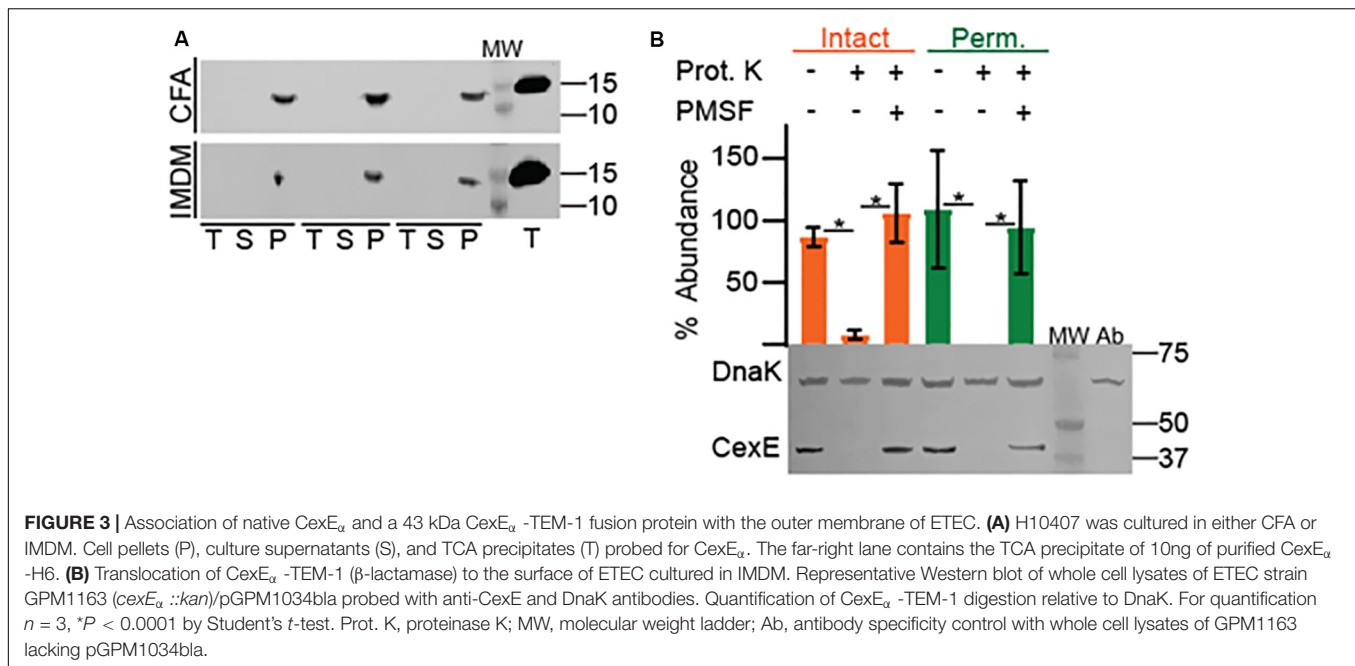 A
MW
CFA
15
10
IMDM
15
10
T S P T S P T S P T
B
Intact Perm.
Prot. K - + + - + +
PMSF - - + - - +
% Abundance
150
100
50
* * * *
MW Ab
DnaK
CexE
75
50
37
FIGURE 3 | Association of native CexEα and a 43 kDa CexEα -TEM-1 fusion protein with the outer membrane of ETEC. (A) H10407 was cultured in either CFA or
IMDM. Cell pellets (P), culture supernatants (S), and TCA precipitates (T) probed for CexEα. The far-right lane contains the TCA precipitate of 10ng of purified CexEα
-H6. (B) Translocation of CexEα -TEM-1 (β-lactamase) to the surface of ETEC cultured in IMDM. Representative Western blot of whole cell lysates of ETEC strain
GPM1163 (cexEα ::kan)/pGPM1034bla probed with anti-CexE and DnaK antibodies. Quantification of CexEα -TEM-1 digestion relative to DnaK. For quantification
n = 3, *P < 0.0001 by Student's t-test. Prot. K, proteinase K; MW, molecular weight ladder; Ab, antibody specificity control with whole cell lysates of GPM1163
lacking pGPM1034bla.